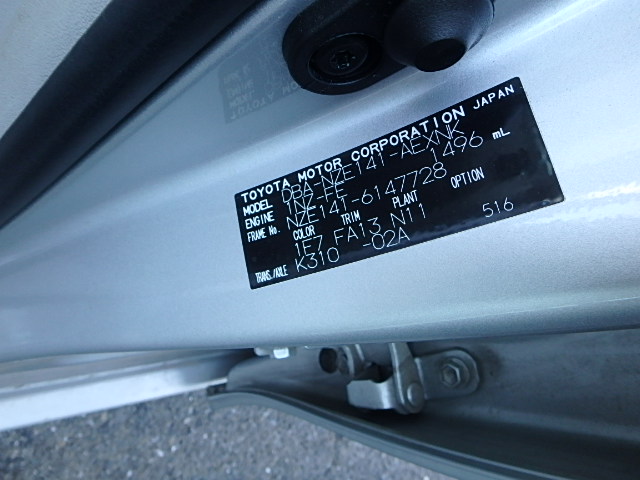 TOYOTA MOTOR CORPORATION JAPAN
MODEL DBA-NZE141-AEXNK
ENGINE 1NZ-FE 1496 mL
FRAME No. NZE141-6147728
COLOR TRIM PLANT OPTION
1F7 FA13 N11
TRANS./AXLE K310 -02A 516